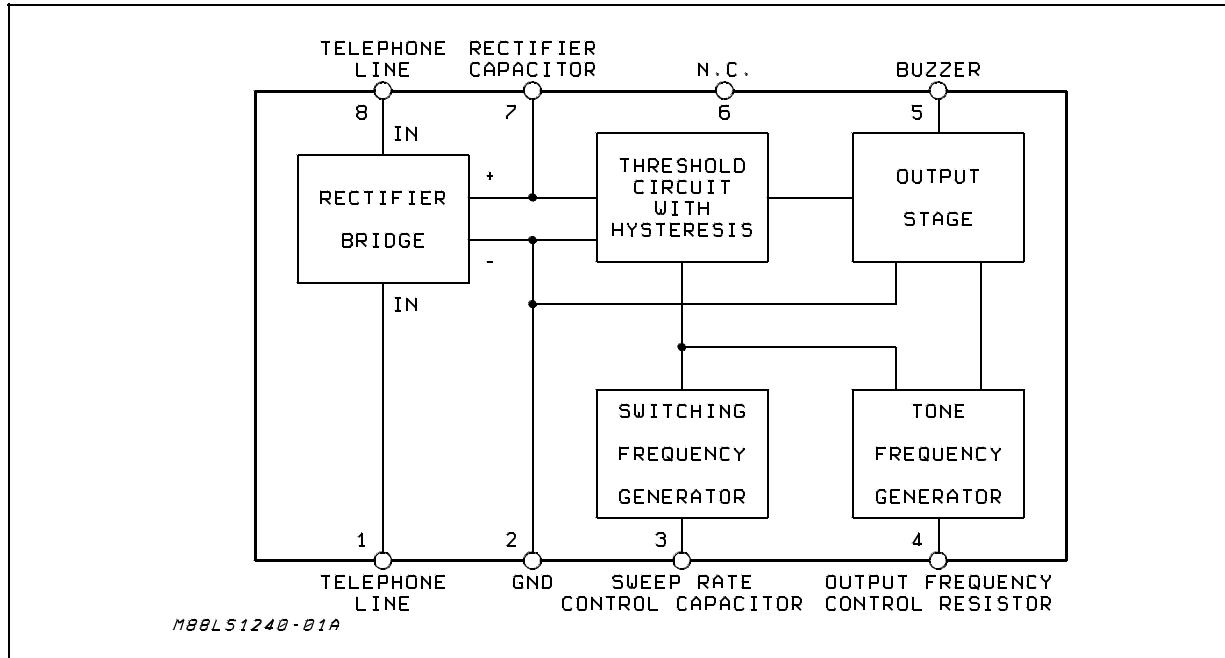 TELEPHONE
LINE
RECTIFIER
CAPACITOR
N.C.
BUZZER
8
7
6
5
IN
RECTIFIER
BRIDGE
+
-
IN
THRESHOLD
CIRCUIT
WITH
HYSTERESIS
OUTPUT
STAGE
SWITCHING
FREQUENCY
GENERATOR
TONE
FREQUENCY
GENERATOR
1
2
3
4
TELEPHONE
LINE
GND
SWEEP RATE
CONTROL CAPACITOR
OUTPUT FREQUENCY
CONTROL RESISTOR
M88LS1240-01A